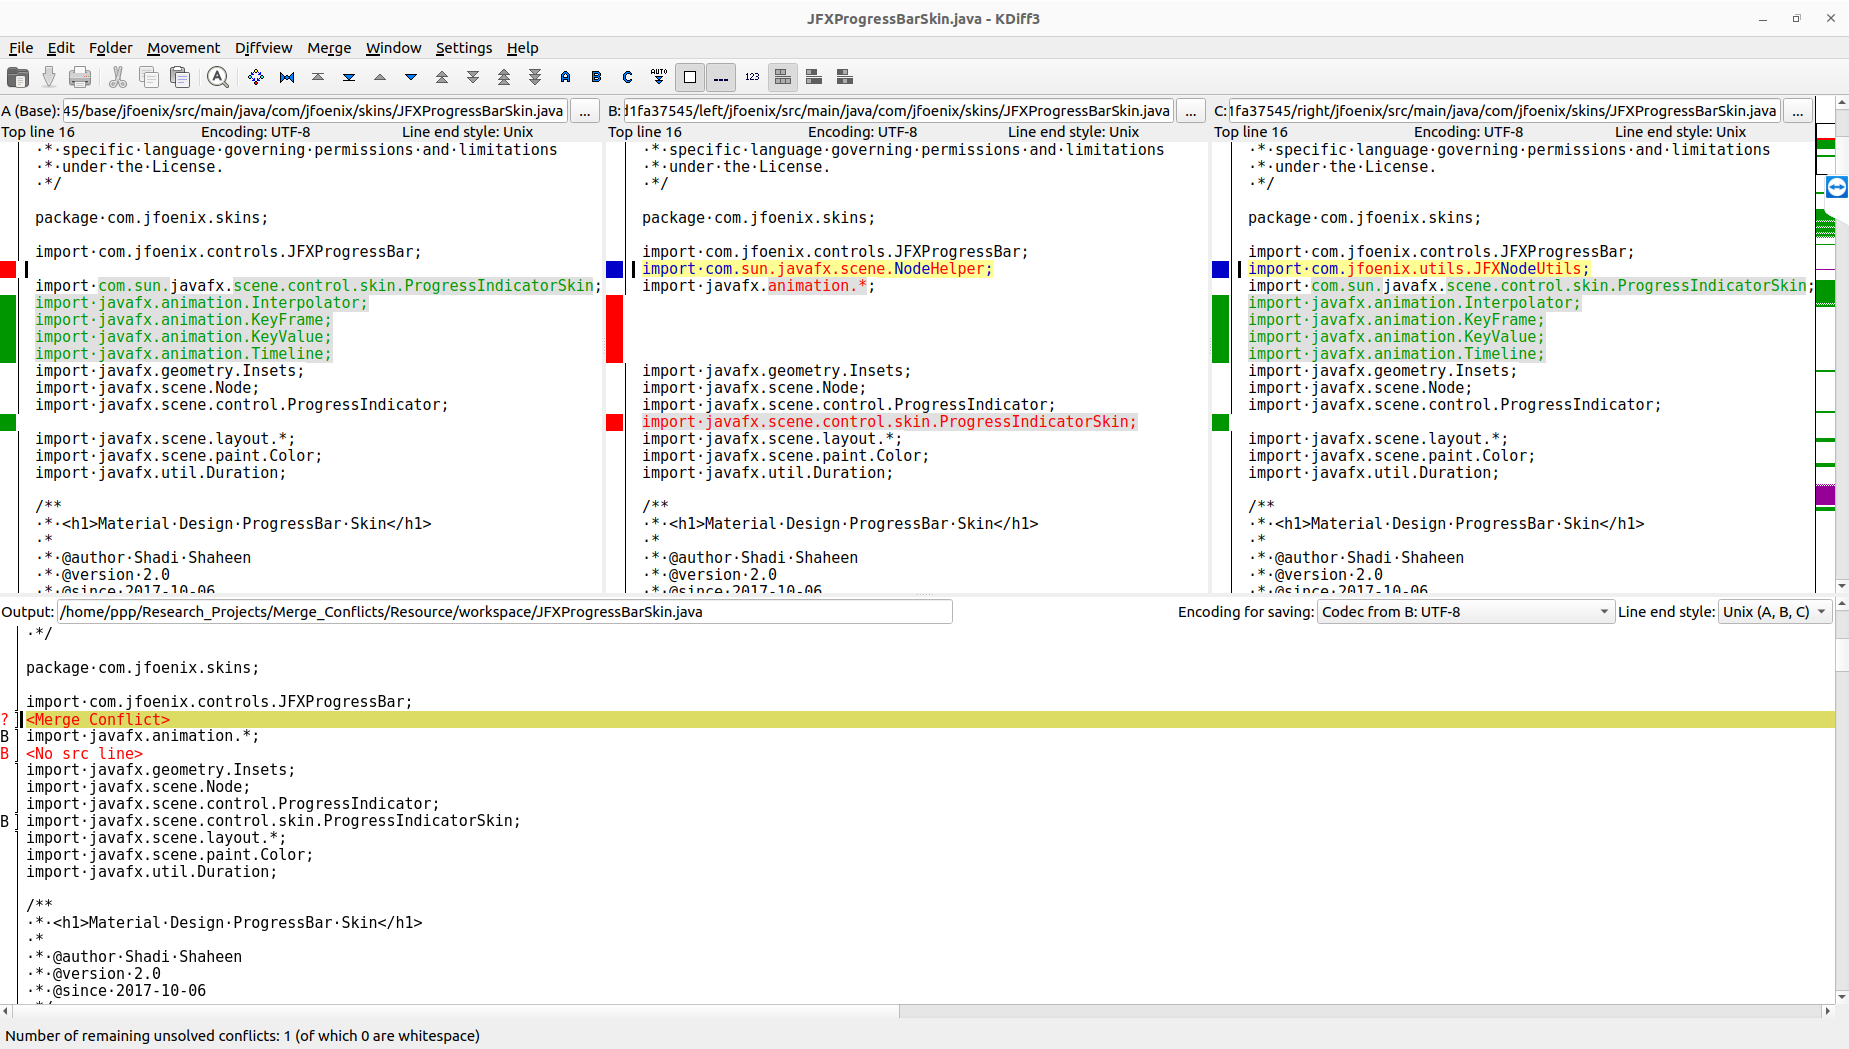 JFXProgressBarSkin.java - KDiff3
File Edit Folder Movement Diffview Merge Window Settings Help
A B C AUTO 123
A (Base): 45/base/jfoenix/src/main/java/com/jfoenix/skins/JFXProgressBarSkin.java ...
Top line 16 Encoding: UTF-8 Line end style: Unix
·*·specific·language·governing·permissions·and·limitations
·*·under·the·License.
·*/
package·com.jfoenix.skins;
import·com.jfoenix.controls.JFXProgressBar;
import·com.sun.javafx.scene.control.skin.ProgressIndicatorSkin;
import·javafx.animation.Interpolator;
import·javafx.animation.KeyFrame;
import·javafx.animation.KeyValue;
import·javafx.animation.Timeline;
import·javafx.geometry.Insets;
import·javafx.scene.Node;
import·javafx.scene.control.ProgressIndicator;
import·javafx.scene.layout.*;
import·javafx.scene.paint.Color;
import·javafx.util.Duration;
/**
·*·<h1>Material·Design·ProgressBar·Skin</h1>
·*
·*·@author·Shadi·Shaheen
·*·@version·2.0
·*·@since·2017-10-06
B: d1fa37545/left/jfoenix/src/main/java/com/jfoenix/skins/JFXProgressBarSkin.java ...
Top line 16 Encoding: UTF-8 Line end style: Unix
·*·specific·language·governing·permissions·and·limitations
·*·under·the·License.
·*/
package·com.jfoenix.skins;
import·com.jfoenix.controls.JFXProgressBar;
import·com.sun.javafx.scene.NodeHelper;
import·javafx.animation.*;
import·javafx.geometry.Insets;
import·javafx.scene.Node;
import·javafx.scene.control.ProgressIndicator;
import·javafx.scene.control.skin.ProgressIndicatorSkin;
import·javafx.scene.layout.*;
import·javafx.scene.paint.Color;
import·javafx.util.Duration;
/**
·*·<h1>Material·Design·ProgressBar·Skin</h1>
·*
·*·@author·Shadi·Shaheen
·*·@version·2.0
·*·@since·2017-10-06
C: 1fa37545/right/jfoenix/src/main/java/com/jfoenix/skins/JFXProgressBarSkin.java ...
Top line 16 Encoding: UTF-8 Line end style: Unix
·*·specific·language·governing·permissions·and·limitations
·*·under·the·License.
·*/
package·com.jfoenix.skins;
import·com.jfoenix.controls.JFXProgressBar;
import·com.jfoenix.utils.JFXNodeUtils;
import·com.sun.javafx.scene.control.skin.ProgressIndicatorSkin;
import·javafx.animation.Interpolator;
import·javafx.animation.KeyFrame;
import·javafx.animation.KeyValue;
import·javafx.animation.Timeline;
import·javafx.geometry.Insets;
import·javafx.scene.Node;
import·javafx.scene.control.ProgressIndicator;
import·javafx.scene.layout.*;
import·javafx.scene.paint.Color;
import·javafx.util.Duration;
/**
·*·<h1>Material·Design·ProgressBar·Skin</h1>
·*
·*·@author·Shadi·Shaheen
·*·@version·2.0
·*·@since·2017-10-06
Output: /home/ppp/Research_Projects/Merge_Conflicts/Resource/workspace/JFXProgressBarSkin.java Encoding for saving: Codec from B: UTF-8 Line end style: Unix (A, B, C)
·*/
package·com.jfoenix.skins;
import·com.jfoenix.controls.JFXProgressBar;
? <Merge Conflict>
B import·javafx.animation.*;
B <No src line>
import·javafx.geometry.Insets;
import·javafx.scene.Node;
import·javafx.scene.control.ProgressIndicator;
B import·javafx.scene.control.skin.ProgressIndicatorSkin;
import·javafx.scene.layout.*;
import·javafx.scene.paint.Color;
import·javafx.util.Duration;
/**
·*·<h1>Material·Design·ProgressBar·Skin</h1>
·*
·*·@author·Shadi·Shaheen
·*·@version·2.0
·*·@since·2017-10-06
Number of remaining unsolved conflicts: 1 (of which 0 are whitespace)